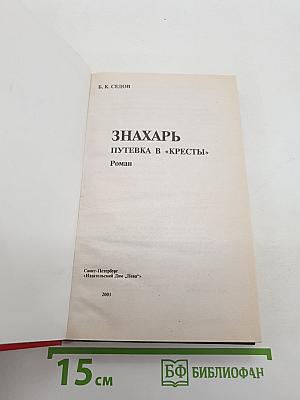 Б. К. СЕДОВ
ЗНАХАРЬ
ПУТЕВКА В «КРЕСТЫ»
Роман
Санкт-Петербург
«Издательский Дом „Нева“»
2001
15 см
БФ БИБЛИОФАН